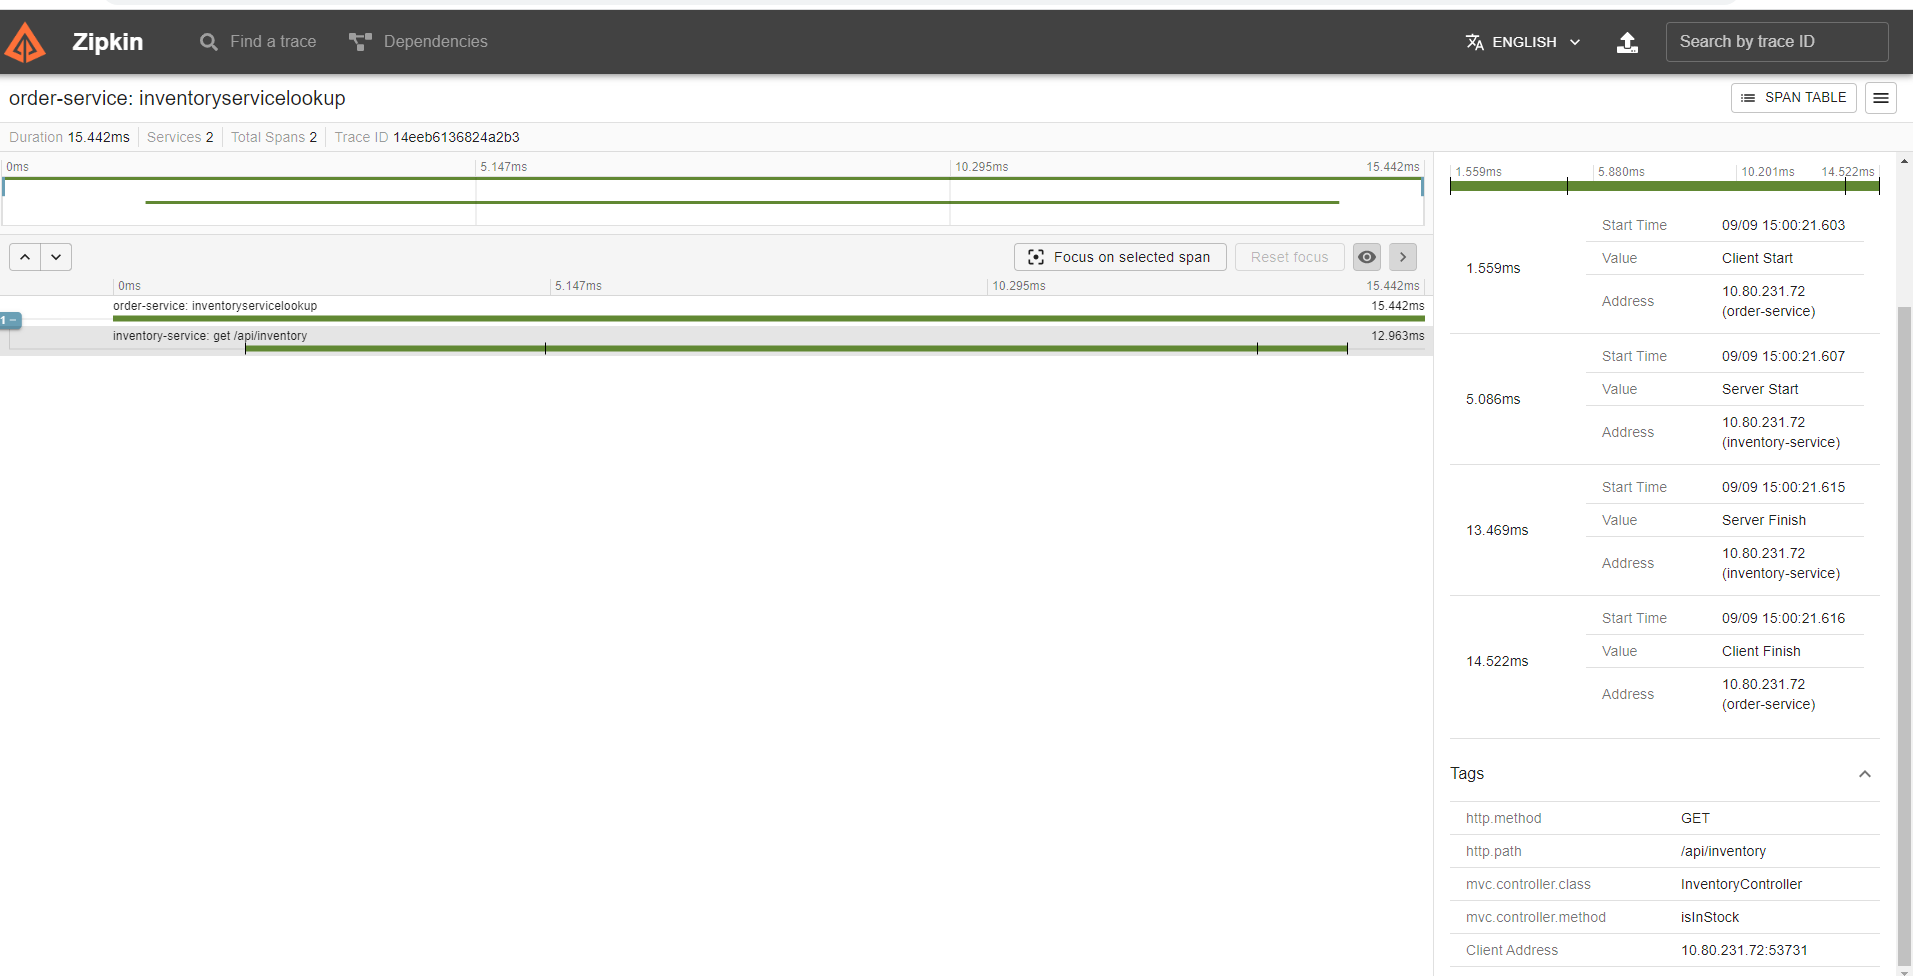 Zipkin
Find a trace
Dependencies
ENGLISH
Search by trace ID
order-service: inventoryservicelookup
SPAN TABLE
Duration 15.442ms Services 2 Total Spans 2 Trace ID 14eeb6136824a2b3
0ms 5.147ms 10.295ms 15.442ms
Focus on selected span
Reset focus
0ms 5.147ms 10.295ms 15.442ms
order-service: inventoryservicelookup 15.442ms
1 −
inventory-service: get /api/inventory 12.963ms
1.559ms 5.880ms 10.201ms 14.522ms
1.559ms
Start Time 09/09 15:00:21.603
Value Client Start
Address 10.80.231.72
(order-service)
5.086ms
Start Time 09/09 15:00:21.607
Value Server Start
Address 10.80.231.72
(inventory-service)
13.469ms
Start Time 09/09 15:00:21.615
Value Server Finish
Address 10.80.231.72
(inventory-service)
14.522ms
Start Time 09/09 15:00:21.616
Value Client Finish
Address 10.80.231.72
(order-service)
Tags
http.method GET
http.path /api/inventory
mvc.controller.class InventoryController
mvc.controller.method isInStock
Client Address 10.80.231.72:53731